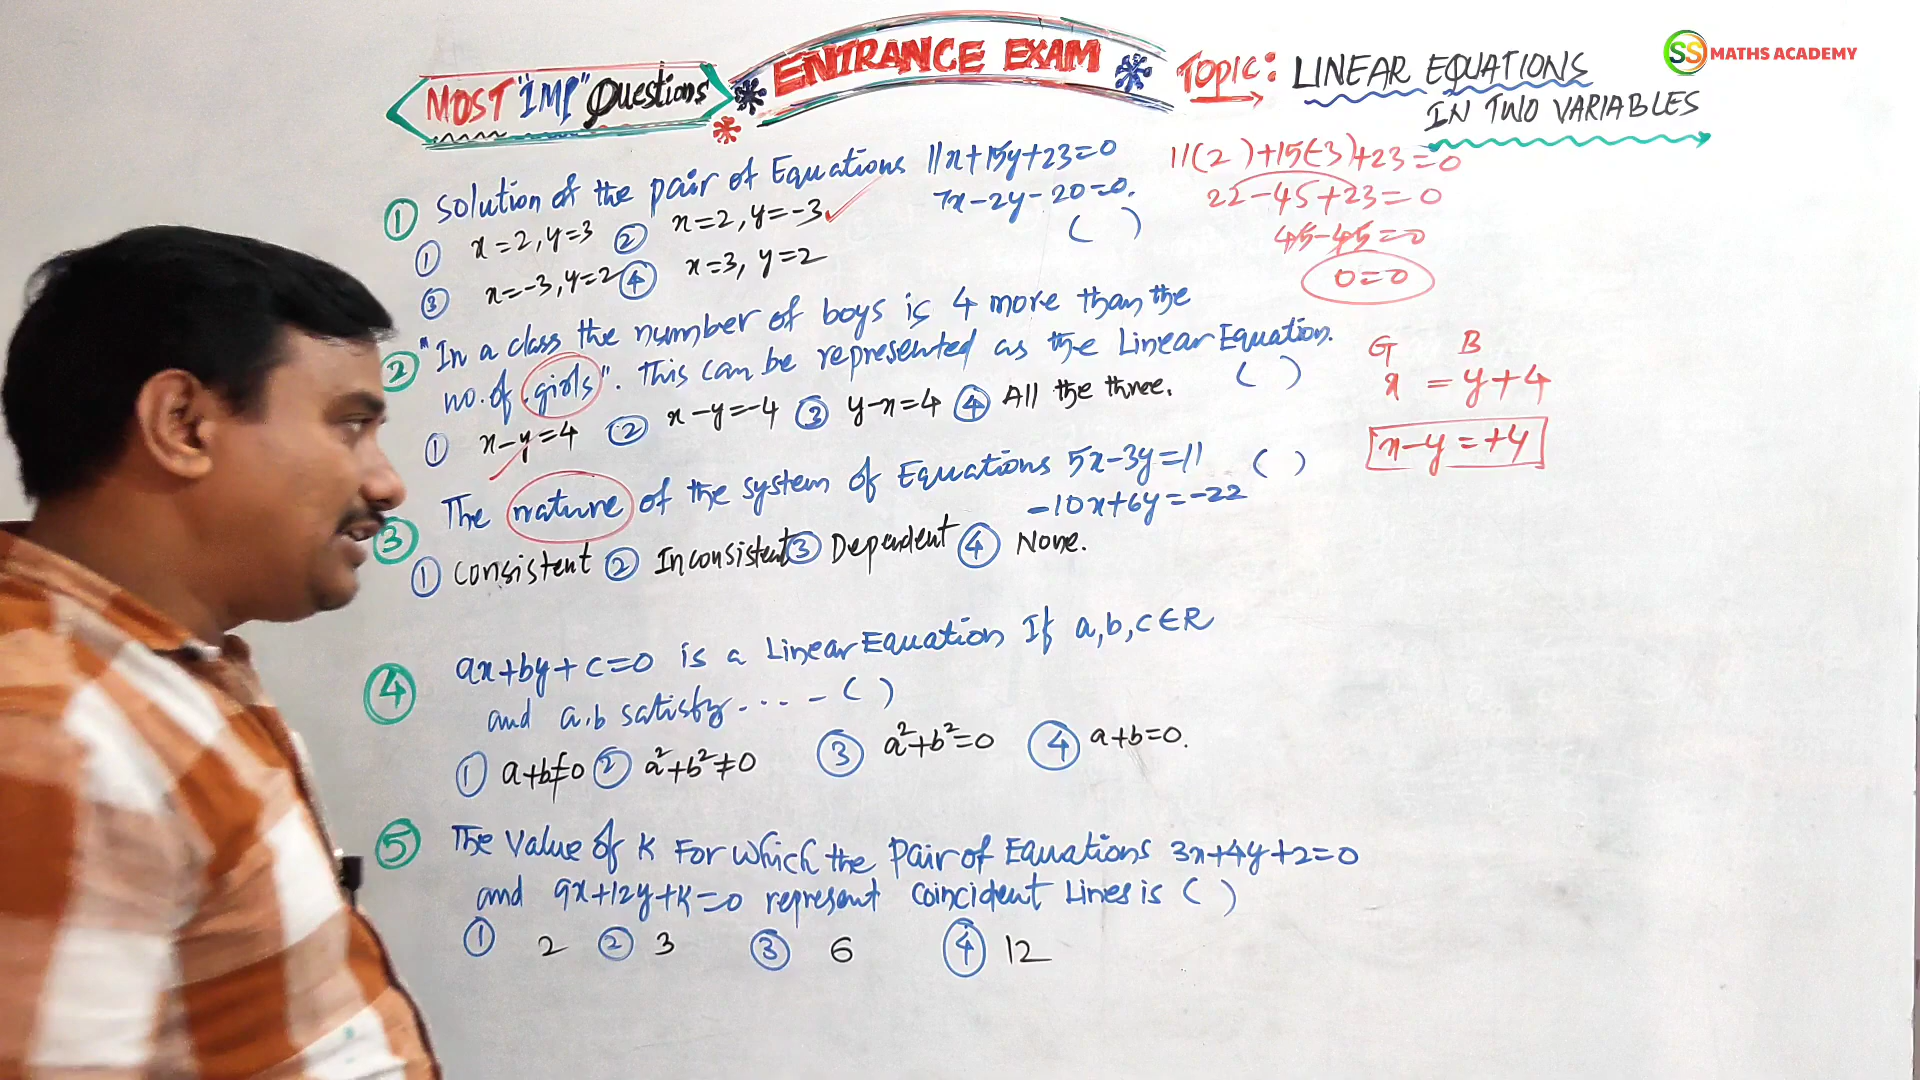 MOST "IMP" Questions
ENTRANCE EXAM
Topic: LINEAR EQUATIONS
IN TWO VARIABLES
SS MATHS ACADEMY
① Solution of the pair of Equations 11x+15y+23=0
7x-2y-20=0. ( )
① x=2, y=3 ② x=2, y=-3 ✓
③ x=-3, y=2 ④ x=3, y=2
11(2)+15(-3)+23=0
22-45+23=0
45-45=0
0=0
② "In a class the number of boys is 4 more than the
no. of girls". This can be represented as the Linear Equation. ( )
① x-y=4 ② x-y=-4 ③ y-x=4 ④ All the three.
G B
x = y+4
x-y=+4
③ The nature of the system of Equations 5x-3y=11 ( )
-10x+6y=-22
① Consistent ② Inconsistent ③ Dependent ④ None.
④ ax+by+c=0 is a Linear Equation If a,b,c∈R
and a,b satisfy....- ( )
① a+b≠0 ② a²+b²≠0 ③ a²+b²=0 ④ a+b=0.
⑤ The Value of K For which the pair of Equations 3x+4y+2=0
and 9x+12y+K=0 represent Coincident Lines is ( )
① 2 ② 3 ③ 6 ④ 12